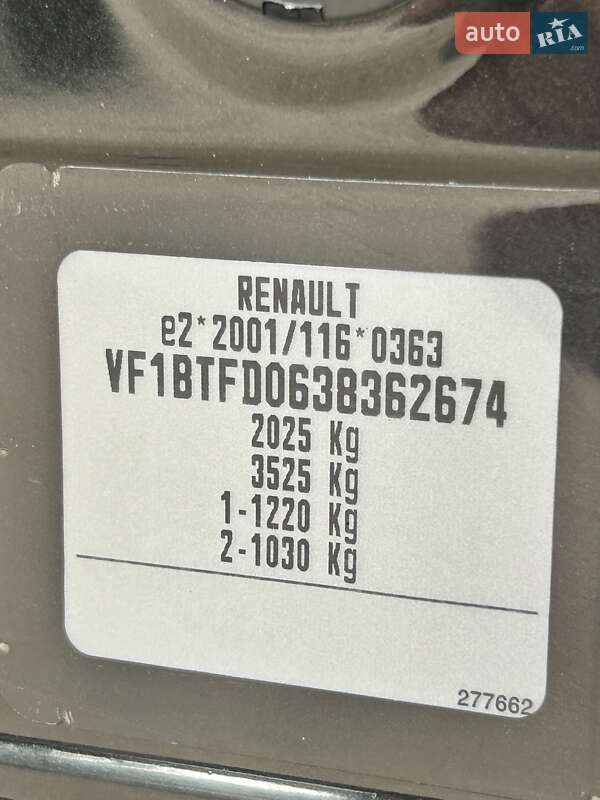 auto RIA.com
RENAULT
e2*2001/116*0363
VF1BTFD0638362674
2025 Kg
3525 Kg
1-1220 Kg
2-1030 Kg
277662